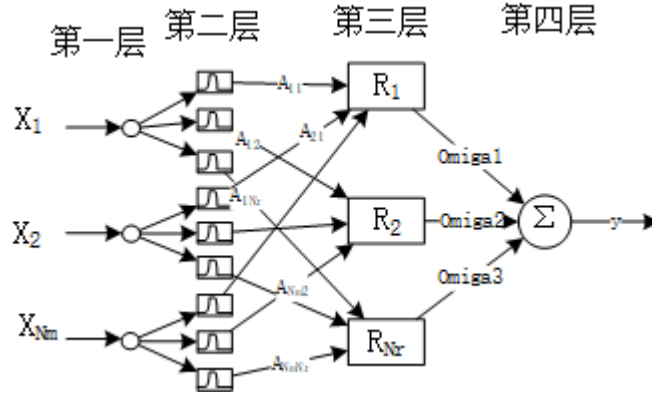 第一层 第二层 第三层 第四层
A11
R1
X1
A12
A21
Omiga1
A1Nr
X2
R2
Omiga2
Σ
y
ANm2
Omiga3
XNm
RNr
ANmNr